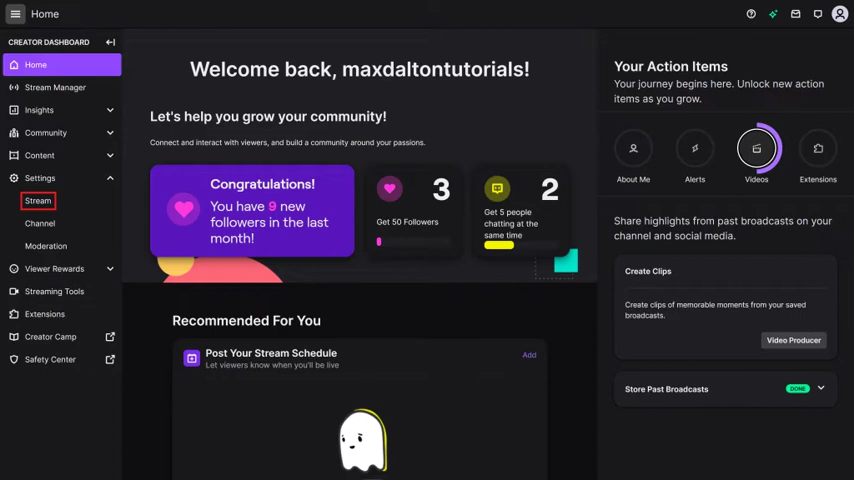 Home
CREATOR DASHBOARD
Home
Stream Manager
Insights
Community
Content
Settings
Stream
Channel
Moderation
Viewer Rewards
Streaming Tools
Extensions
Creator Camp
Safety Center
Welcome back, maxdaltontutorials!
Let's help you grow your community!
Connect and interact with viewers, and build a community around your passions.
Congratulations!
You have 9 new
followers in the last
month!
3
Get 50 Followers
2
Get 5 people
chatting at the
same time
Recommended For You
Post Your Stream Schedule
Add
Let viewers know when you'll be live
Your Action Items
Your journey begins here. Unlock new action
items as you grow.
About Me
Alerts
Videos
Extensions
Share highlights from past broadcasts on your
channel and social media.
Create Clips
Create clips of memorable moments from your saved
broadcasts.
Video Producer
Store Past Broadcasts
DONE